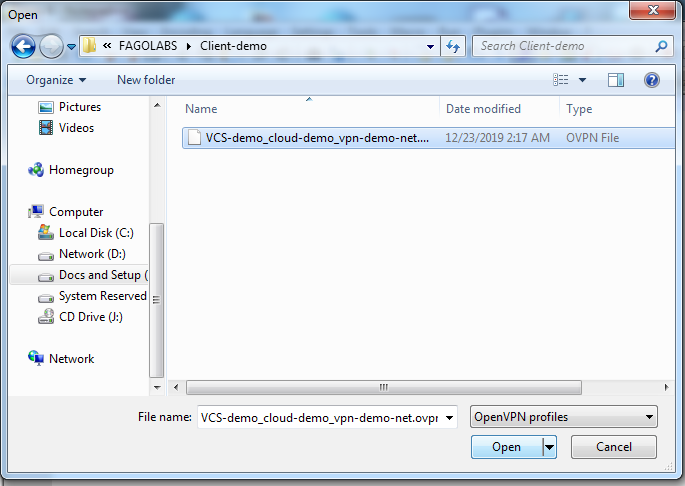 Open
« FAGOLABS Client-demo
Search Client-demo
Organize New folder
Name Date modified Type
VCS-demo_cloud-demo_vpn-demo-net.... 12/23/2019 2:17 AM OVPN File
Pictures
Videos
Homegroup
Computer
Local Disk (C:)
Network (D:)
Docs and Setup (
System Reserved
CD Drive (J:)
Network
File name: VCS-demo_cloud-demo_vpn-demo-net.ovpn OpenVPN profiles
Open Cancel